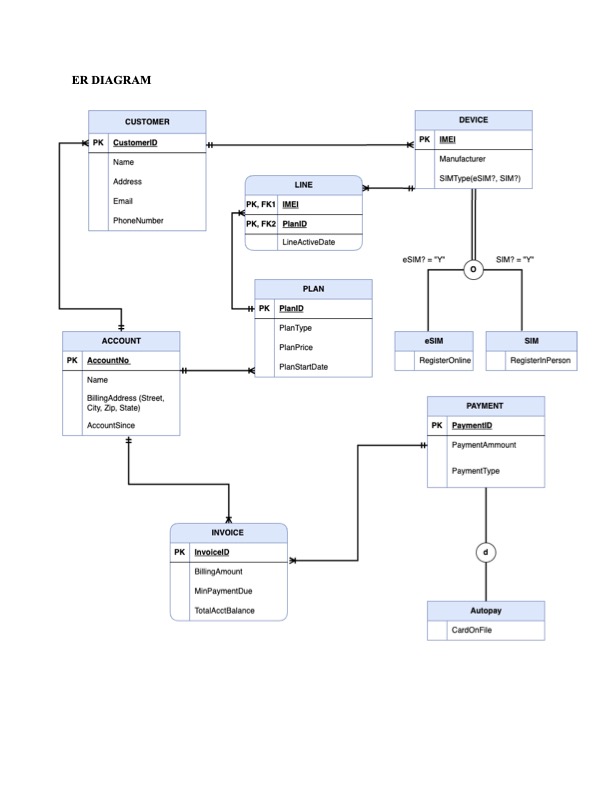 ER DIAGRAM
CUSTOMER
PK CustomerID
Name
Address
Email
PhoneNumber
DEVICE
PK IMEI
Manufacturer
SIMType(eSIM?, SIM?)
LINE
PK, FK1 IMEI
PK, FK2 PlanID
LineActiveDate
eSIM? = "Y"
O
SIM? = "Y"
PLAN
PK PlanID
PlanType
PlanPrice
PlanStartDate
ACCOUNT
PK AccountNo
Name
BillingAddress (Street,
City, Zip, State)
AccountSince
eSIM
RegisterOnline
SIM
RegisterInPerson
PAYMENT
PK PaymentID
PaymentAmmount
PaymentType
INVOICE
PK InvoiceID
BillingAmount
MinPaymentDue
TotalAcctBalance
d
Autopay
CardOnFile